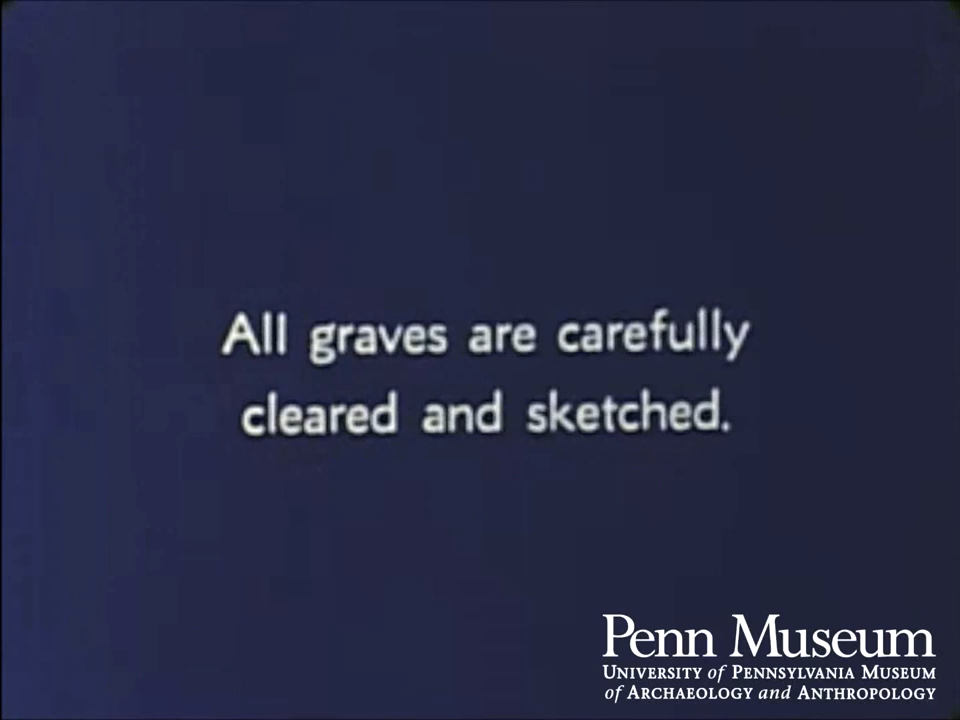 All graves are carefully
cleared and sketched.
Penn Museum
UNIVERSITY of PENNSYLVANIA MUSEUM
of ARCHAEOLOGY and ANTHROPOLOGY